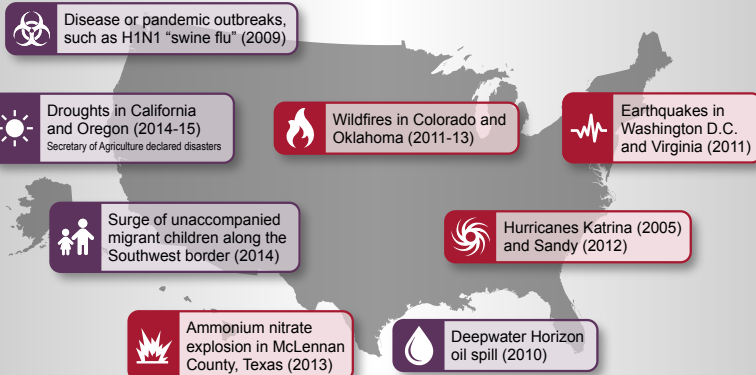 Disease or pandemic outbreaks,
such as H1N1 “swine flu” (2009)
Droughts in California
and Oregon (2014-15)
Secretary of Agriculture declared disasters
Wildfires in Colorado and
Oklahoma (2011-13)
Earthquakes in
Washington D.C.
and Virginia (2011)
Surge of unaccompanied
migrant children along the
Southwest border (2014)
Hurricanes Katrina (2005)
and Sandy (2012)
Ammonium nitrate
explosion in McLennan
County, Texas (2013)
Deepwater Horizon
oil spill (2010)